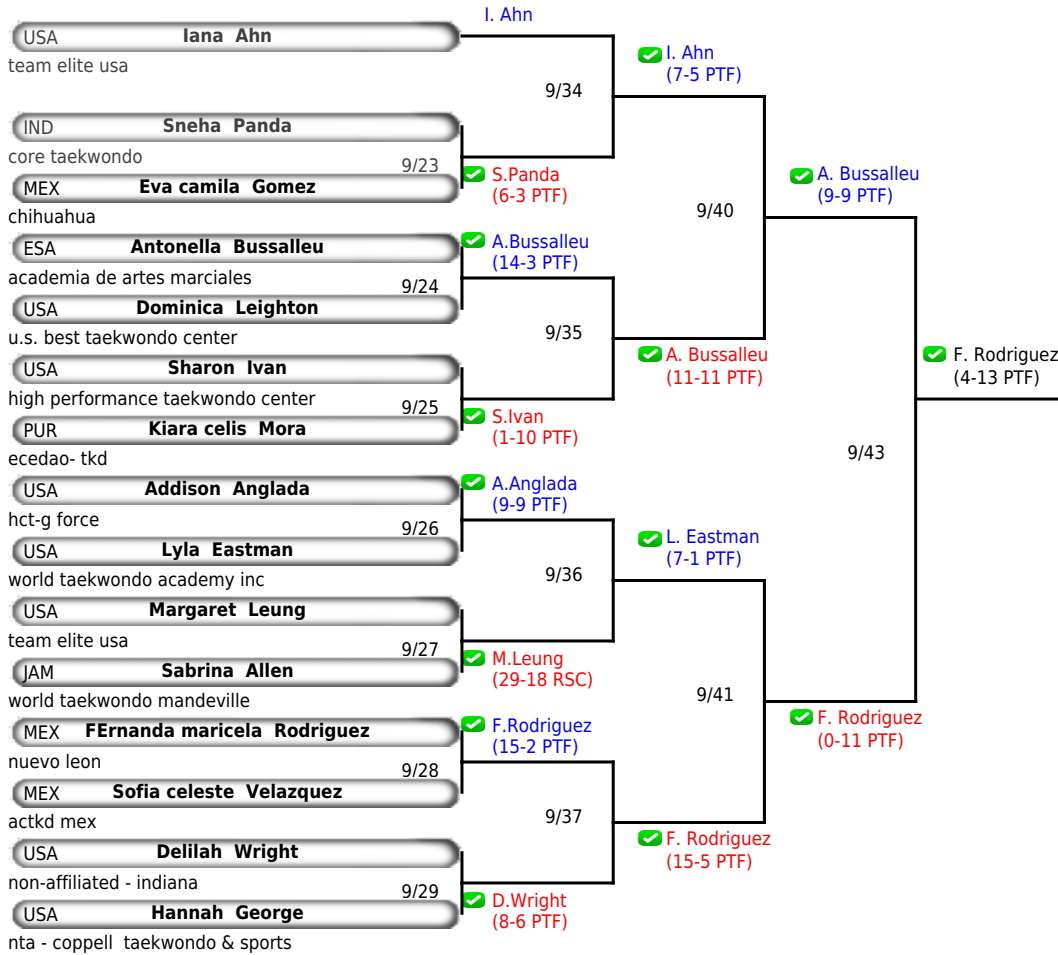 I. Ahn
USA Iana Ahn
team elite usa
I. Ahn
(7-5 PTF)
9/34
IND Sneha Panda
core taekwondo
9/23
S.Panda
(6-3 PTF)
MEX Eva camila Gomez
chihuahua
A. Bussalleu
(9-9 PTF)
9/40
ESA Antonella Bussalleu
academia de artes marciales
A.Bussalleu
(14-3 PTF)
9/24
USA Dominica Leighton
u.s. best taekwondo center
9/35
A. Bussalleu
(11-11 PTF)
F. Rodriguez
(4-13 PTF)
USA Sharon Ivan
high performance taekwondo center
9/25
S.Ivan
(1-10 PTF)
PUR Kiara celis Mora
ecedao- tkd
9/43
USA Addison Anglada
hct-g force
A.Anglada
(9-9 PTF)
9/26
USA Lyla Eastman
world taekwondo academy inc
L. Eastman
(7-1 PTF)
9/36
USA Margaret Leung
team elite usa
9/27
M.Leung
(29-18 RSC)
JAM Sabrina Allen
world taekwondo mandeville
9/41
F. Rodriguez
(0-11 PTF)
MEX FErnanda maricela Rodriguez
nuevo leon
F.Rodriguez
(15-2 PTF)
9/28
MEX Sofia celeste Velazquez
actkd mex
9/37
F. Rodriguez
(15-5 PTF)
USA Delilah Wright
non-affiliated - indiana
9/29
D.Wright
(8-6 PTF)
USA Hannah George
nta - coppell taekwondo & sports